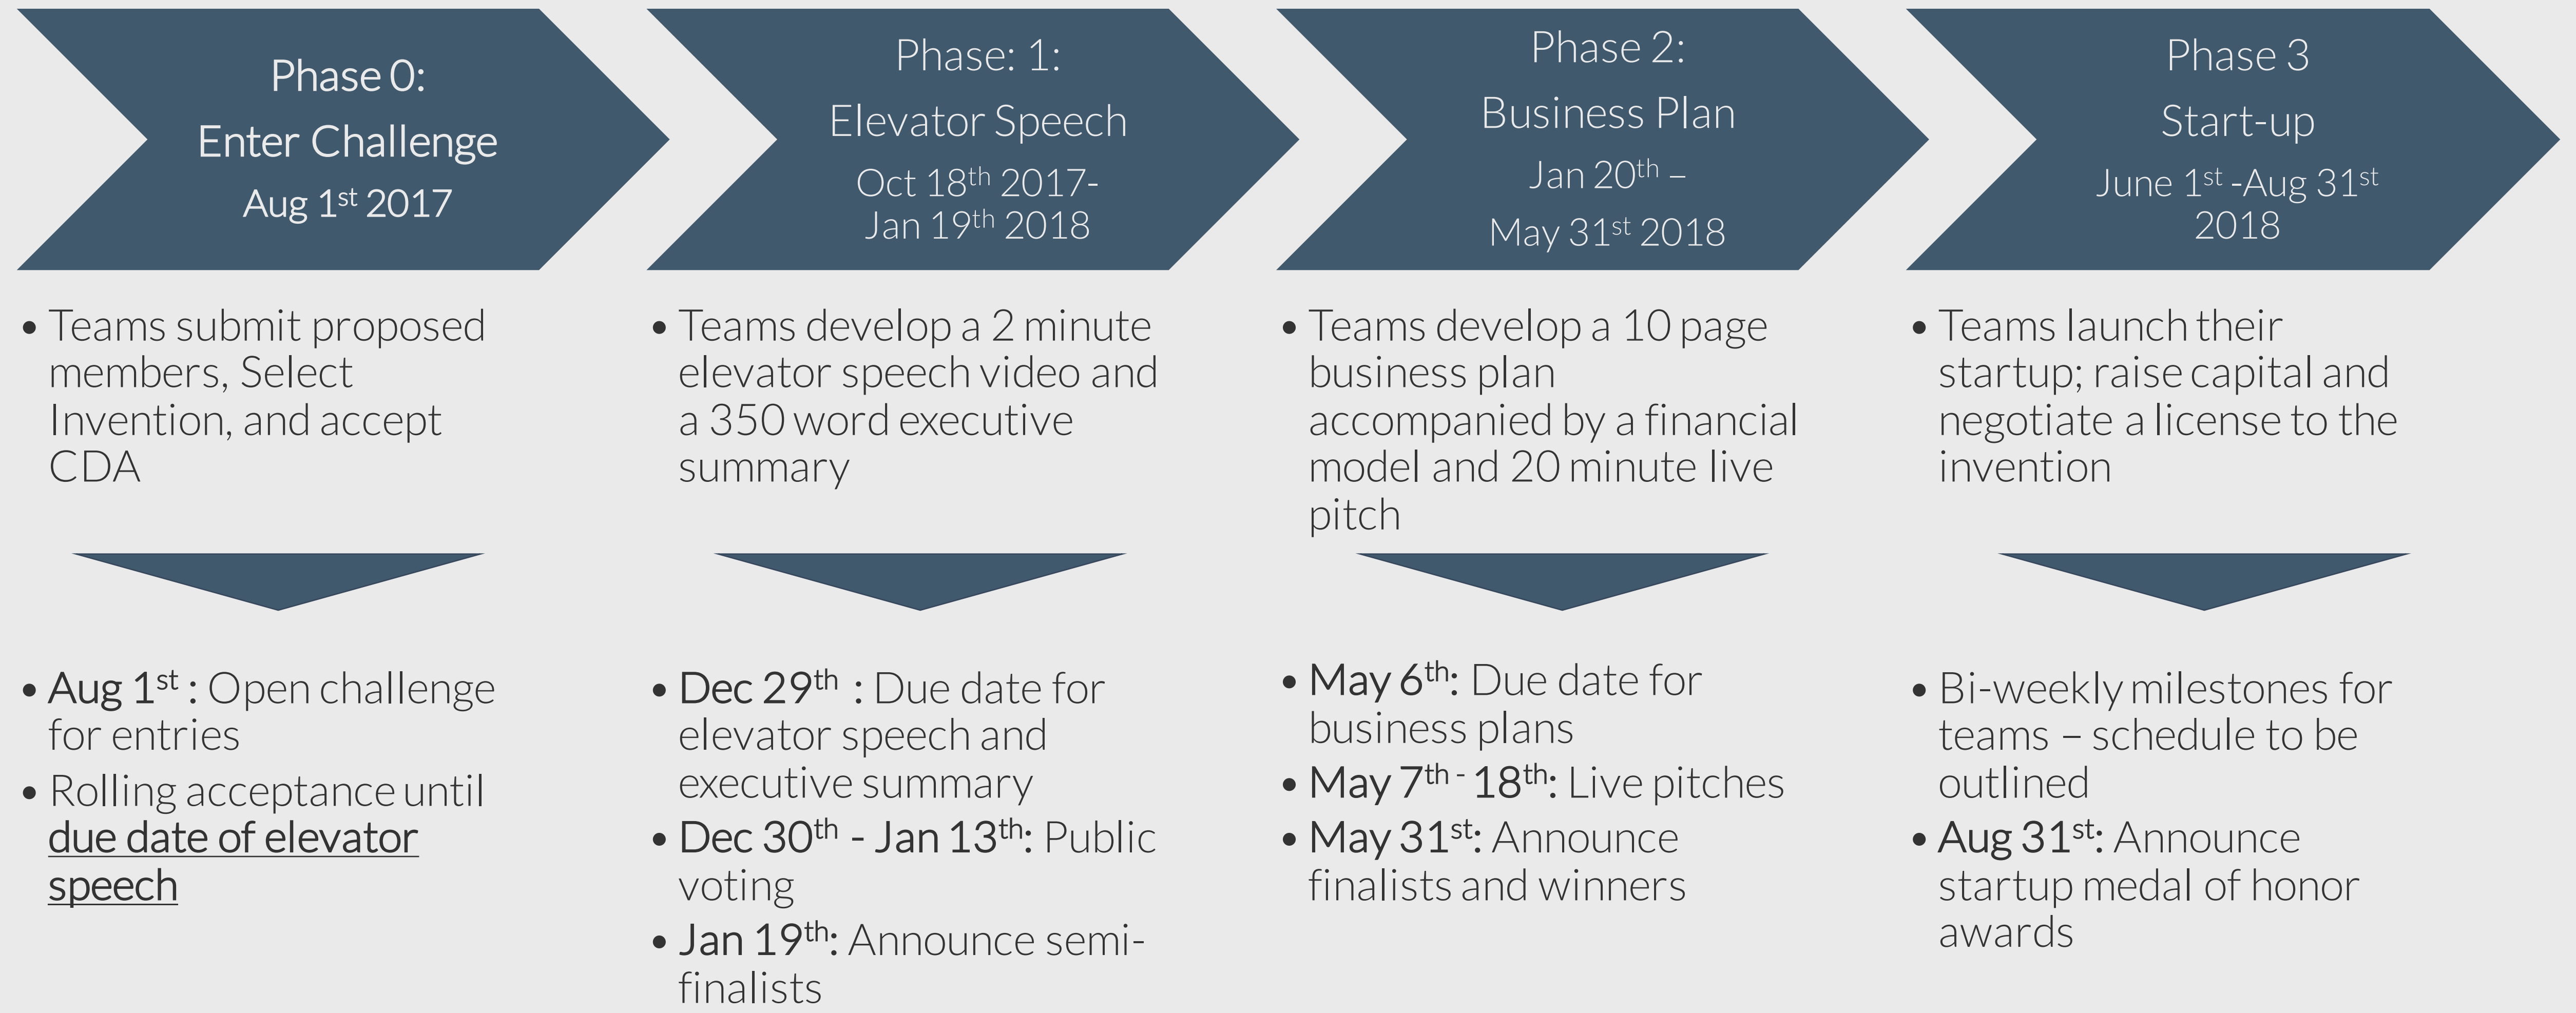 Phase 0:
Enter Challenge
Aug 1st 2017
Phase: 1:
Elevator Speech
Oct 18th 2017-
Jan 19th 2018
Phase 2:
Business Plan
Jan 20th –
May 31st 2018
Phase 3
Start-up
June 1st -Aug 31st
2018
• Teams submit proposed
members, Select
Invention, and accept
CDA
• Teams develop a 2 minute
elevator speech video and
a 350 word executive
summary
• Teams develop a 10 page
business plan
accompanied by a financial
model and 20 minute live
pitch
• Teams launch their
startup; raise capital and
negotiate a license to the
invention
• Aug 1st : Open challenge
for entries
• Rolling acceptance until
due date of elevator
speech
• Dec 29th : Due date for
elevator speech and
executive summary
• Dec 30th - Jan 13th: Public
voting
• Jan 19th: Announce semi-
finalists
• May 6th: Due date for
business plans
• May 7th - 18th: Live pitches
• May 31st: Announce
finalists and winners
• Bi-weekly milestones for
teams – schedule to be
outlined
• Aug 31st: Announce
startup medal of honor
awards